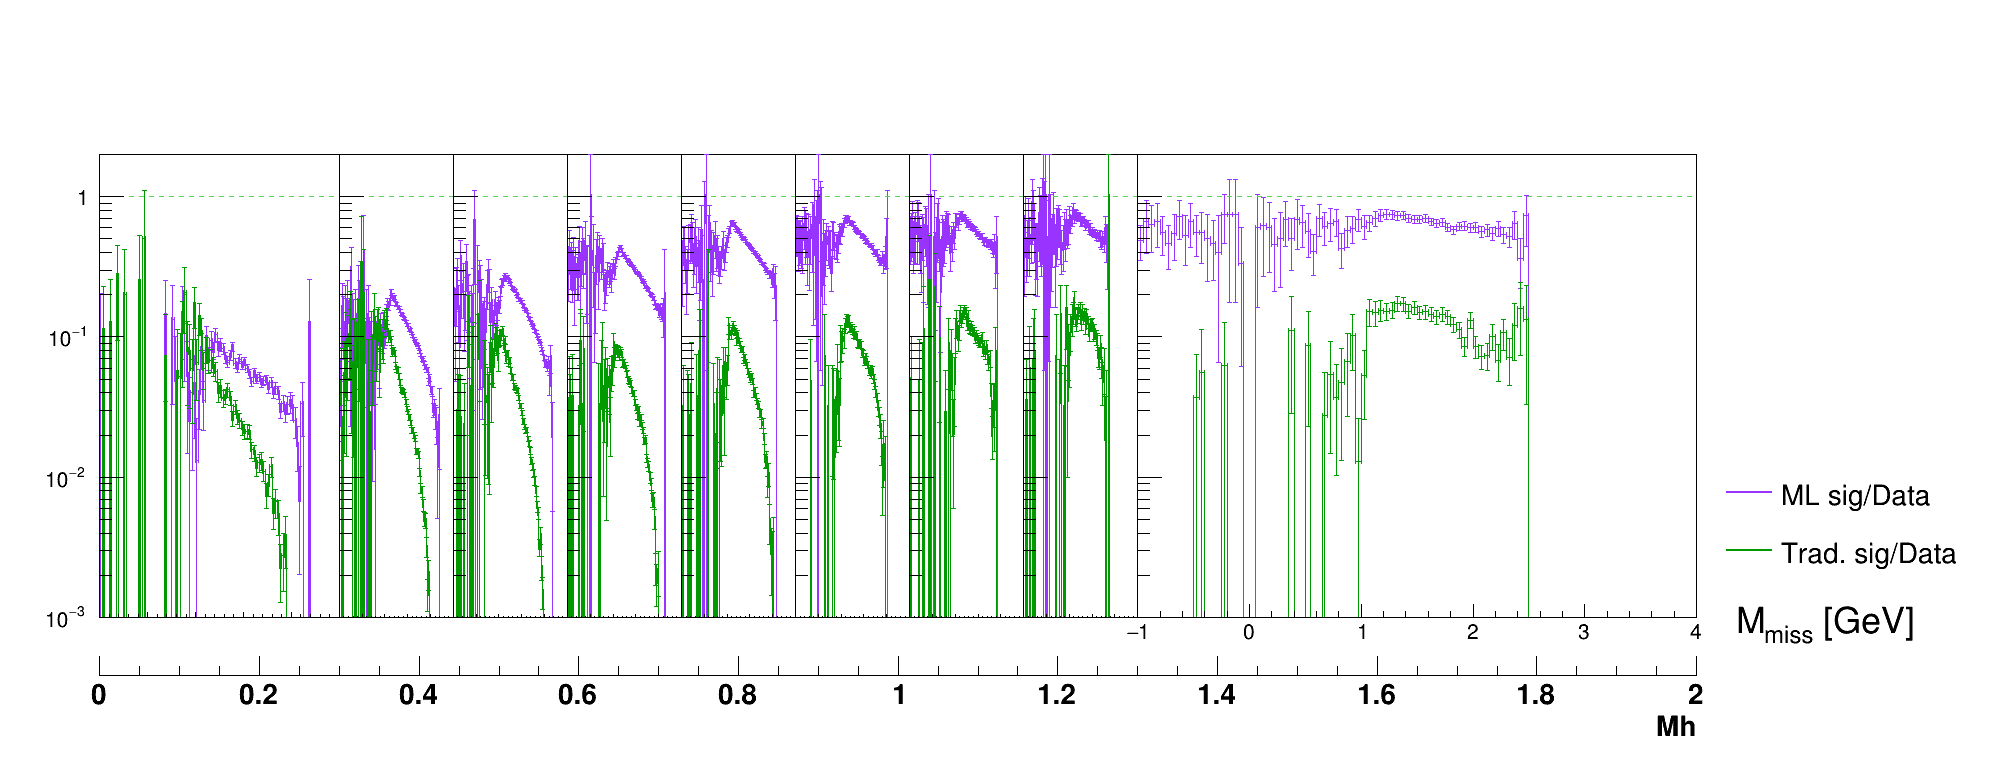 1
10−1
10−2
10−3
ML sig/Data
Trad. sig/Data
Mmiss [GeV]
−1 0 1 2 3 4
0 0.2 0.4 0.6 0.8 1 1.2 1.4 1.6 1.8 2
Mh